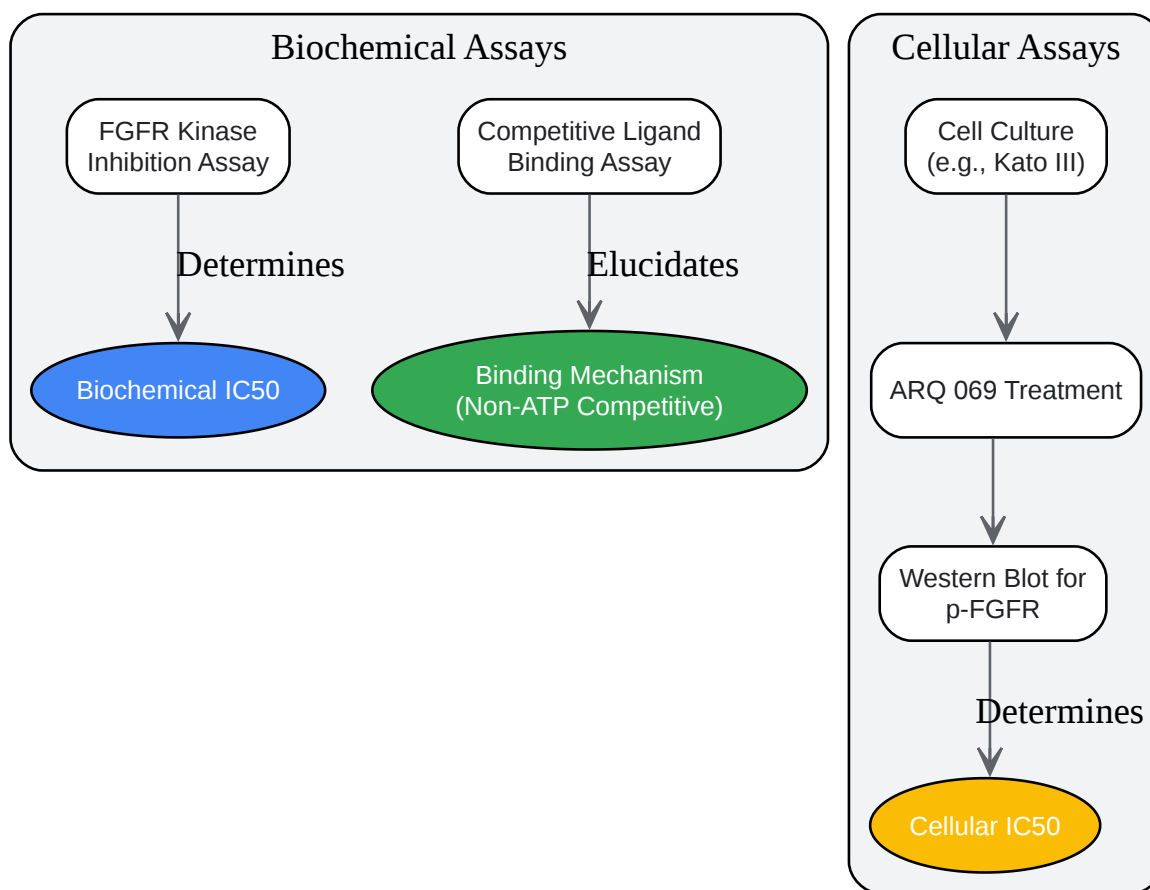 Biochemical Assays
FGFR Kinase
Inhibition Assay
Determines
Biochemical IC50
Competitive Ligand
Binding Assay
Elucidates
Binding Mechanism
(Non-ATP Competitive)
Cellular Assays
Cell Culture
(e.g., Kato III)
ARQ 069 Treatment
Western Blot for
p-FGFR
Determines
Cellular IC50